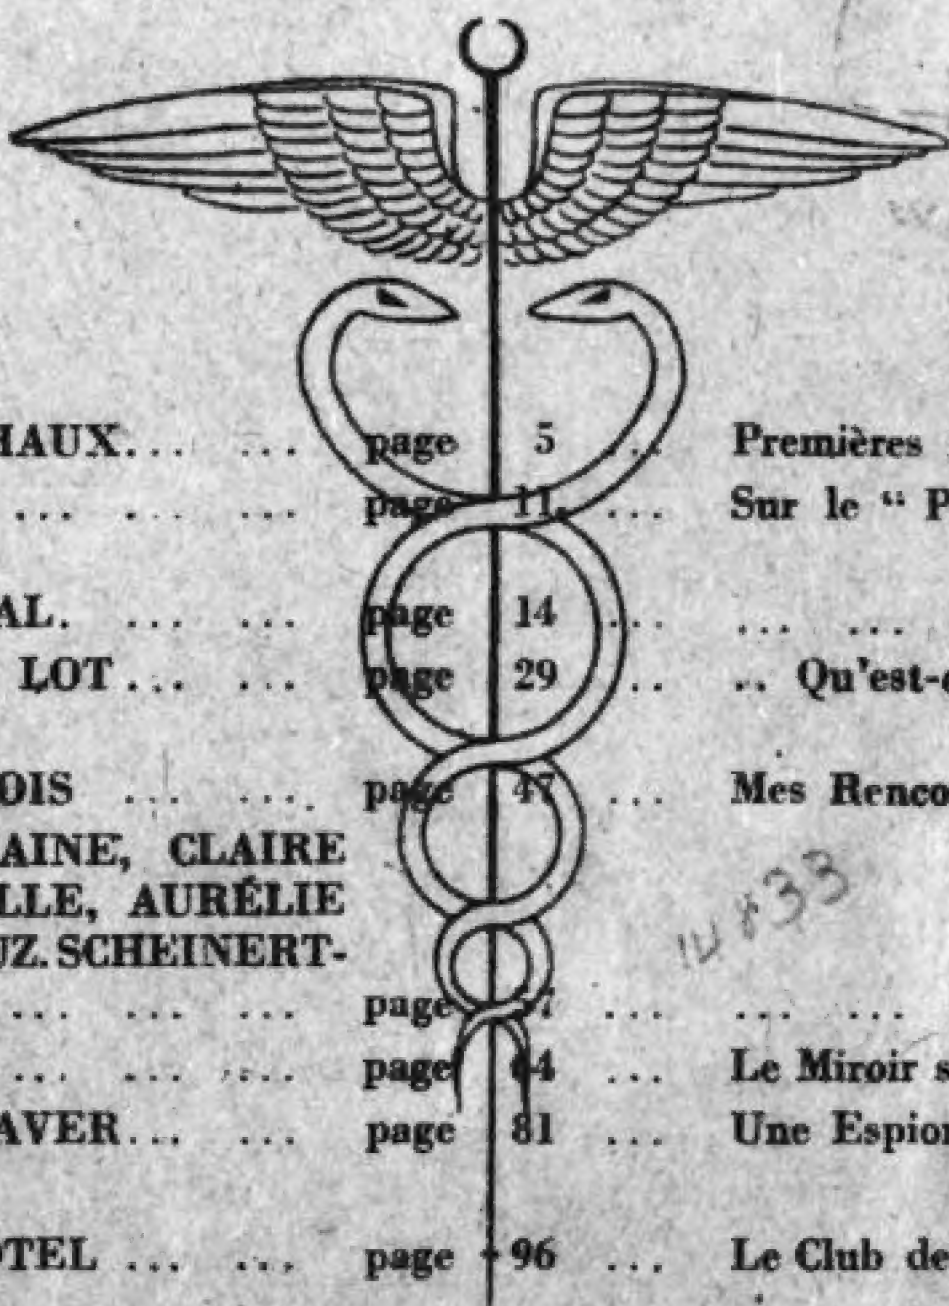 HAUX... ... page 5 ... Premières
... ... ... page 11. ... Sur le “ P
AL. ... ... page 14 ... ... ...
LOT... ... page 29 ... .. Qu'est-
OIS ... ... page 47 ... Mes Renco
AINE, CLAIRE
LLE, AURÉLIE
UZ. SCHEINERT-
... ... ... page ... ... ...
... ... ... page 64 ... Le Miroir s
AVER... ... page 81 ... Une Espion
OTEL ... ... page 96 ... Le Club de